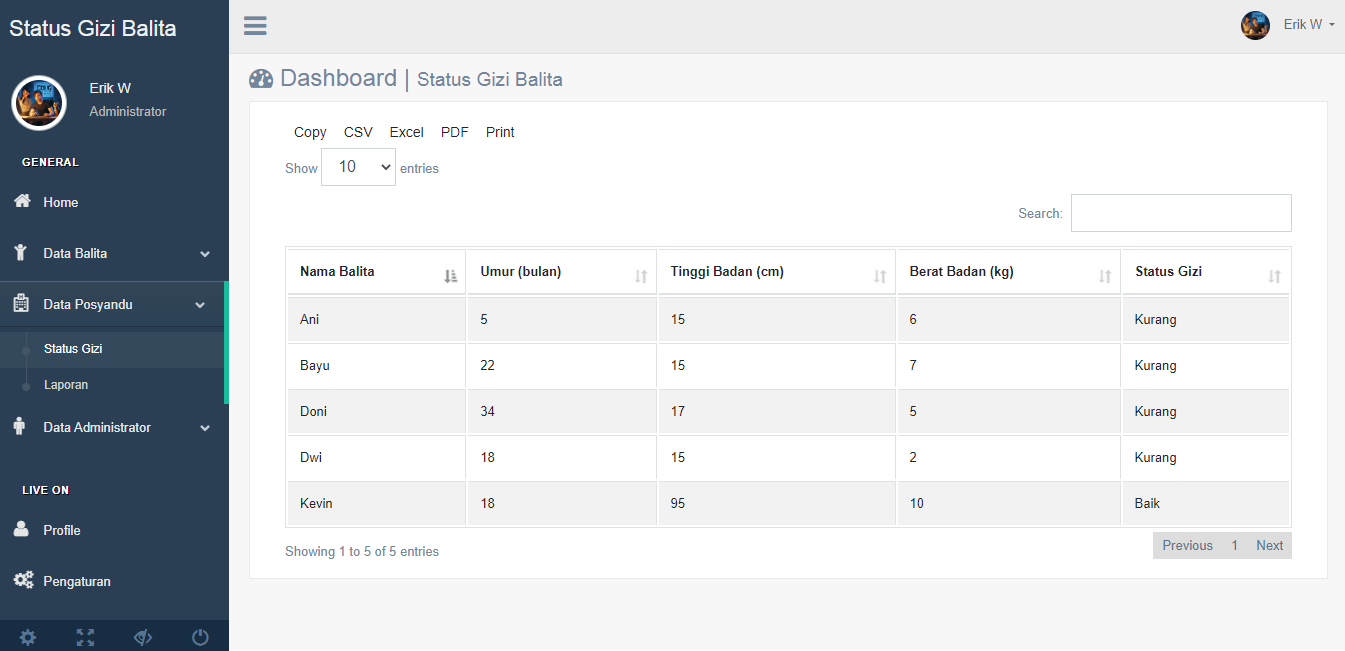 Status Gizi Balita
Erik W
Administrator
GENERAL
Home
Data Balita
Data Posyandu
Status Gizi
Laporan
Data Administrator
LIVE ON
Profile
Pengaturan
Erik W
Dashboard | Status Gizi Balita
Copy CSV Excel PDF Print
Show 10 entries
Search:
Nama Balita Umur (bulan) Tinggi Badan (cm) Berat Badan (kg) Status Gizi
Ani 5 15 6 Kurang
Bayu 22 15 7 Kurang
Doni 34 17 5 Kurang
Dwi 18 15 2 Kurang
Kevin 18 95 10 Baik
Showing 1 to 5 of 5 entries
Previous 1 Next